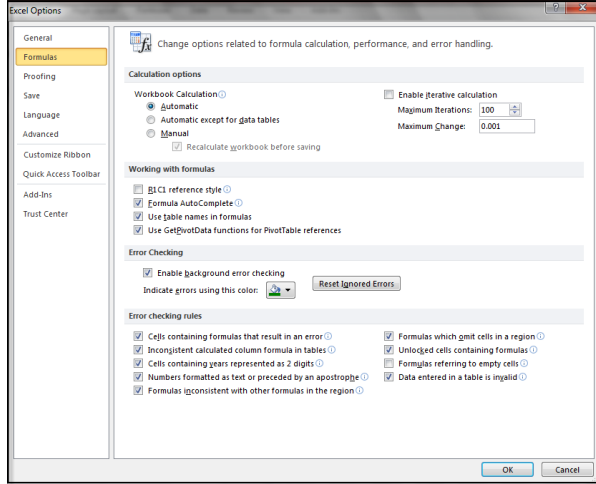 Excel Options
General
Formulas
Proofing
Save
Language
Advanced
Customize Ribbon
Quick Access Toolbar
Add-Ins
Trust Center
Change options related to formula calculation, performance, and error handling.
Calculation options
Workbook Calculation
Automatic
Automatic except for data tables
Manual
Recalculate workbook before saving
Enable iterative calculation
Maximum Iterations: 100
Maximum Change: 0.001
Working with formulas
R1C1 reference style
Formula AutoComplete
Use table names in formulas
Use GetPivotData functions for PivotTable references
Error Checking
Enable background error checking
Indicate errors using this color:
Reset Ignored Errors
Error checking rules
Cells containing formulas that result in an error
Inconsistent calculated column formula in tables
Cells containing years represented as 2 digits
Numbers formatted as text or preceded by an apostrophe
Formulas inconsistent with other formulas in the region
Formulas which omit cells in a region
Unlocked cells containing formulas
Formulas referring to empty cells
Data entered in a table is invalid
OK
Cancel